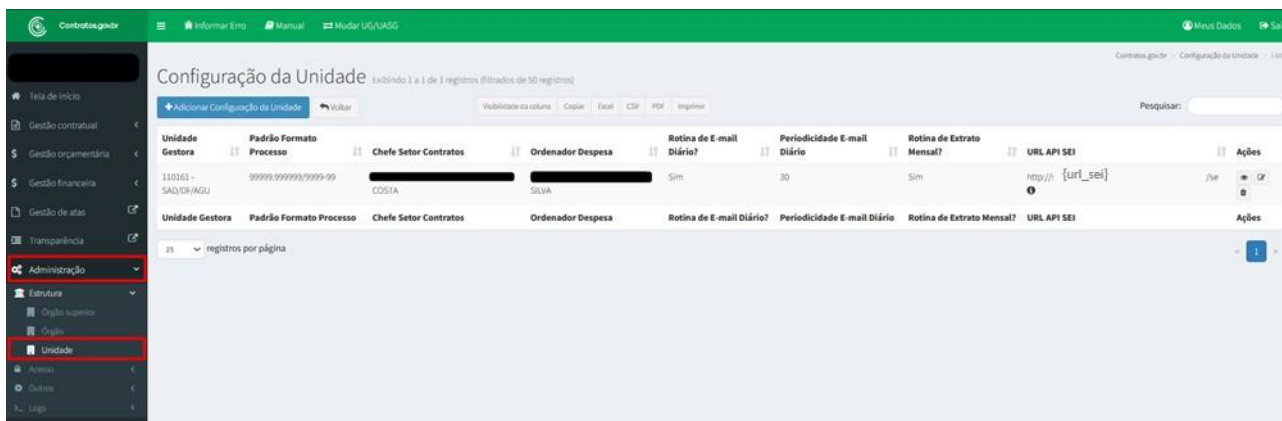 Contratos.gov.br
Informar Erro Manual Mudar UG/UASG
Meus Dados
Contratos.gov.br Configuração da Unidade
Configuração da Unidade Exibindo 1 a 1 de 1 registros (filtrados de 50 registros)
+Adicionar Configuração da Unidade Voltar
Visibilidade da coluna Copiar Excel CSV PDF Imprimir
Pesquisar:
Unidade Gestora Padrão Formato Processo Chefe Setor Contratos Ordenador Despesa Rotina de E-mail Diário? Periodicidade E-mail Diário Rotina de Extrato Mensal? URL API SEI Ações
110161 - SAD/DF/AGU 99999.999999/9999-99 COSTA SILVA Sim 30 Sim http:// {url_sei} /se
Unidade Gestora Padrão Formato Processo Chefe Setor Contratos Ordenador Despesa Rotina de E-mail Diário? Periodicidade E-mail Diário Rotina de Extrato Mensal? URL API SEI Ações
25 registros por página
< 1 >
Tela de início
Gestão contratual
Gestão orçamentária
Gestão financeira
Gestão de atas
Transparência
Administração
Estrutura
Órgão superior
Órgão
Unidade
Acesso
Outros
Logs